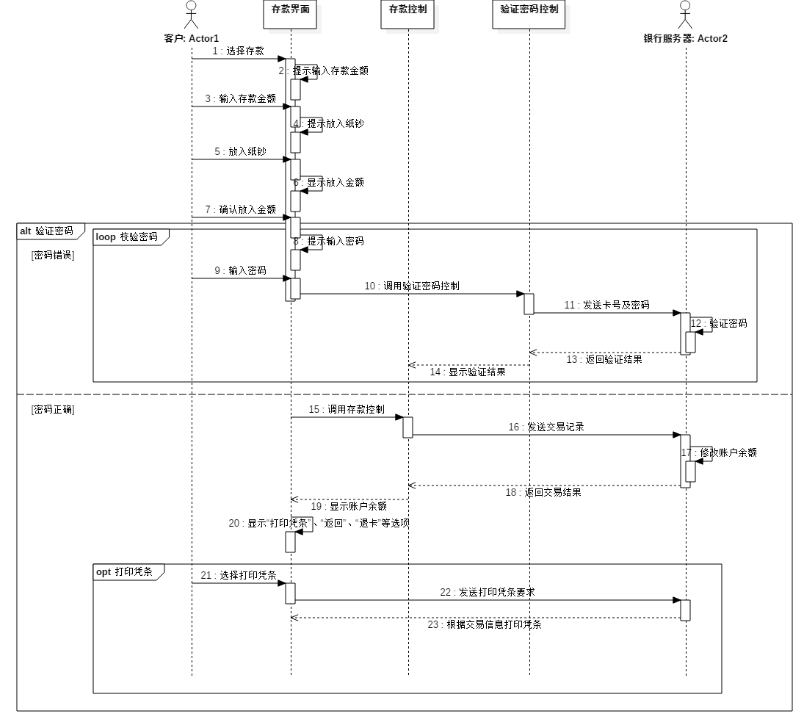 存款界面
存款控制
验证密码控制
客户: Actor1
银行服务器: Actor2
1 : 选择存款
2 : 提示输入存款金额
3 : 输入存款金额
4 : 提示放入纸钞
5 : 放入纸钞
6 : 显示放入金额
7 : 确认放入金额
alt 验证密码
loop 校验密码
8 : 提示输入密码
[密码错误]
9 : 输入密码
10 : 调用验证密码控制
11 : 发送卡号及密码
12 : 验证密码
13 : 返回验证结果
14 : 显示验证结果
[密码正确]
15 : 调用存款控制
16 : 发送交易记录
17 : 修改账户余额
18 : 返回交易结果
19 : 显示账户余额
20 : 显示“打印凭条”、“返回”、“退卡”等选项
opt 打印凭条
21 : 选择打印凭条
22 : 发送打印凭条要求
23 : 根据交易信息打印凭条